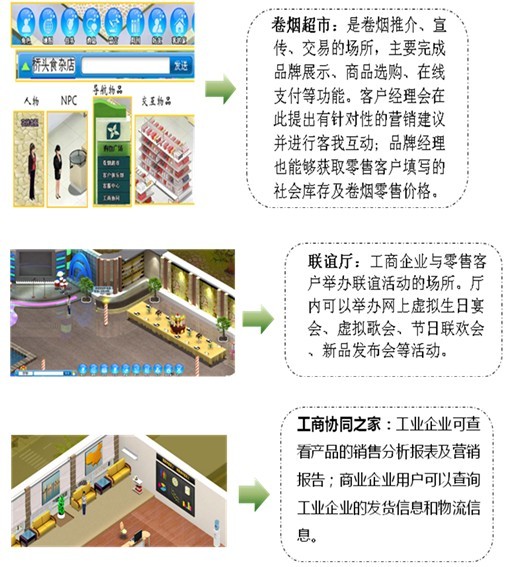 卷烟超市：是卷烟推介、宣
传、交易的场所，主要完成
品牌展示、商品选购、在线
支付等功能。客户经理会在
此提出有针对性的营销建议
并进行客我互动；品牌经理
也能够获取零售客户填写的
社会库存及卷烟零售价格。
桥头食杂店
发送
导航物品
人物
NPC
交互物品
联谊厅：工商企业与零售客
户举办联谊活动的场所。厅
内可以举办网上虚拟生日宴
会、虚拟歌会、节日联欢会
、新品发布会等活动。
工商协同之家：工业企业可查
看产品的销售分析报表及营销
报告；商业企业用户可以查询
工业企业的发货信息和物流信
息。